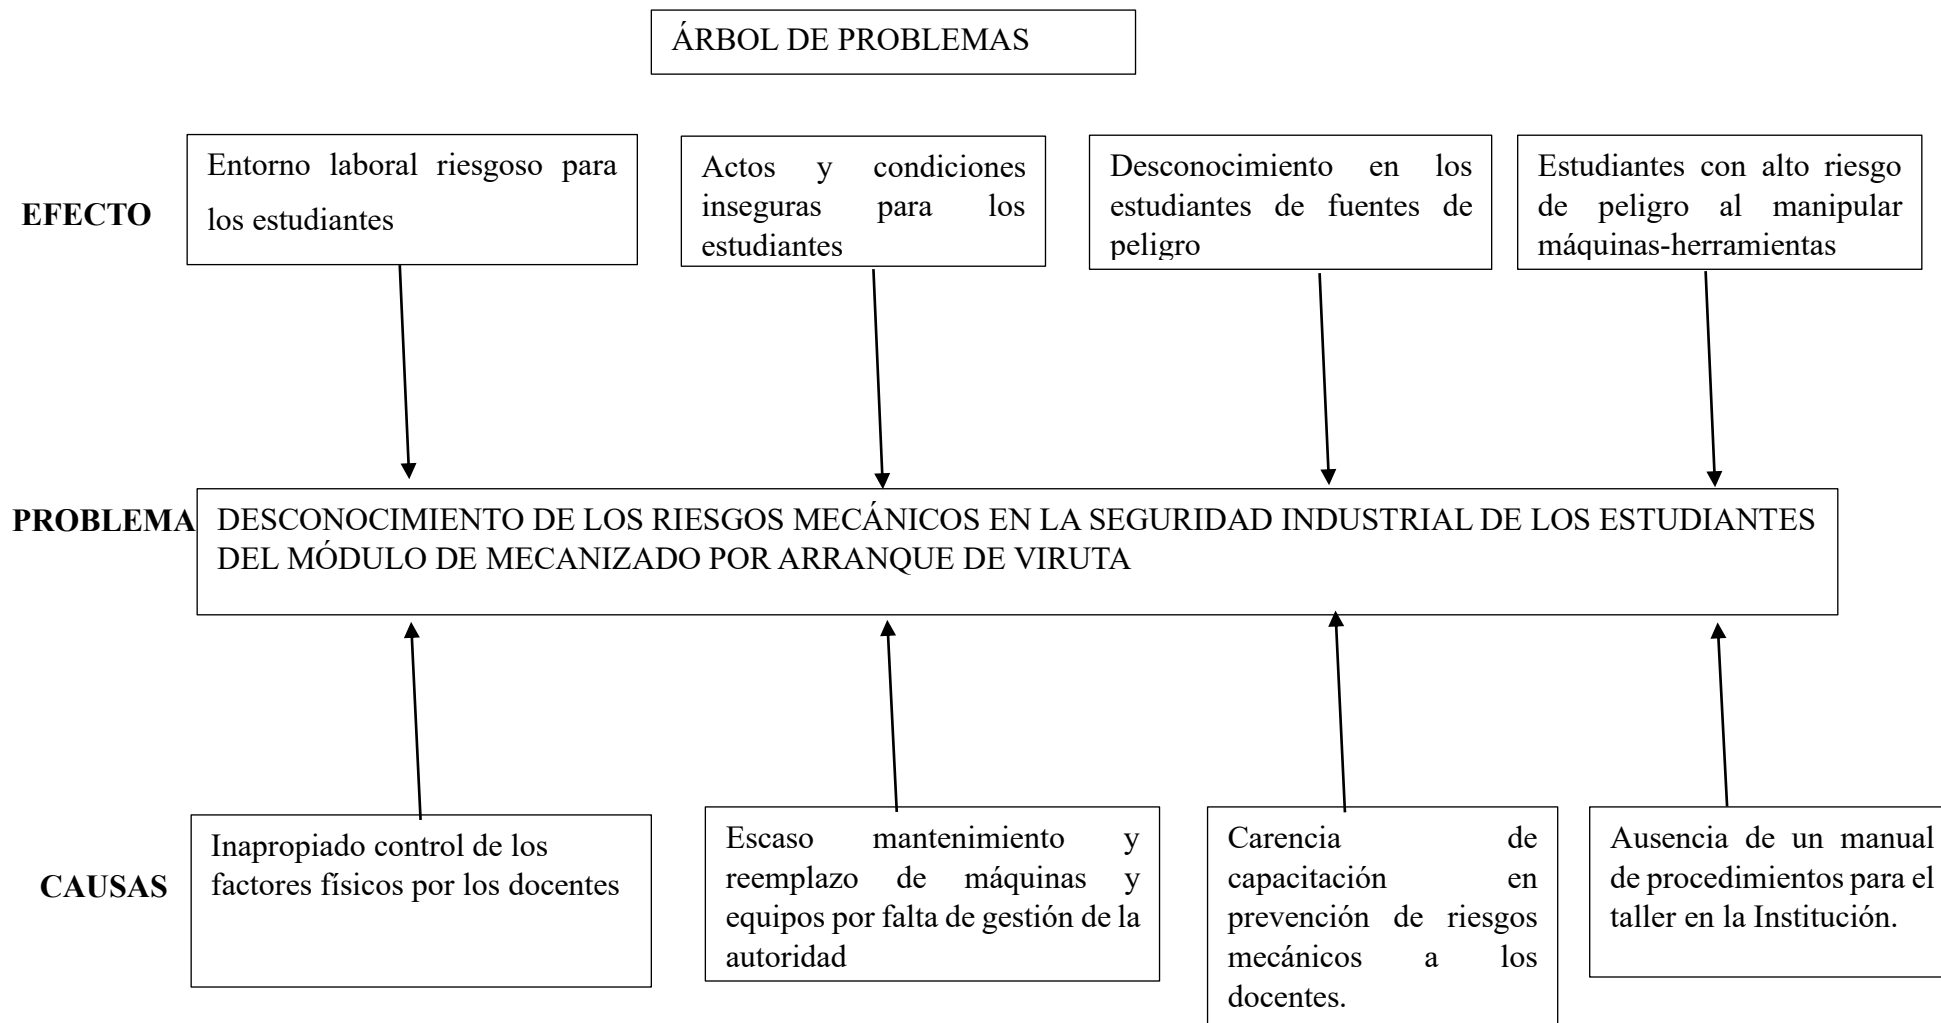 ÁRBOL DE PROBLEMAS
EFECTO
Entorno laboral riesgoso para
los estudiantes
Actos y condiciones
inseguras para los
estudiantes
Desconocimiento en los
estudiantes de fuentes de
peligro
Estudiantes con alto riesgo
de peligro al manipular
máquinas-herramientas
PROBLEMA
DESCONOCIMIENTO DE LOS RIESGOS MECÁNICOS EN LA SEGURIDAD INDUSTRIAL DE LOS ESTUDIANTES
DEL MÓDULO DE MECANIZADO POR ARRANQUE DE VIRUTA
CAUSAS
Inapropiado control de los
factores físicos por los docentes
Escaso mantenimiento y
reemplazo de máquinas y
equipos por falta de gestión de la
autoridad
Carencia de
capacitación en
prevención de riesgos
mecánicos a los
docentes.
Ausencia de un manual
de procedimientos para el
taller en la Institución.